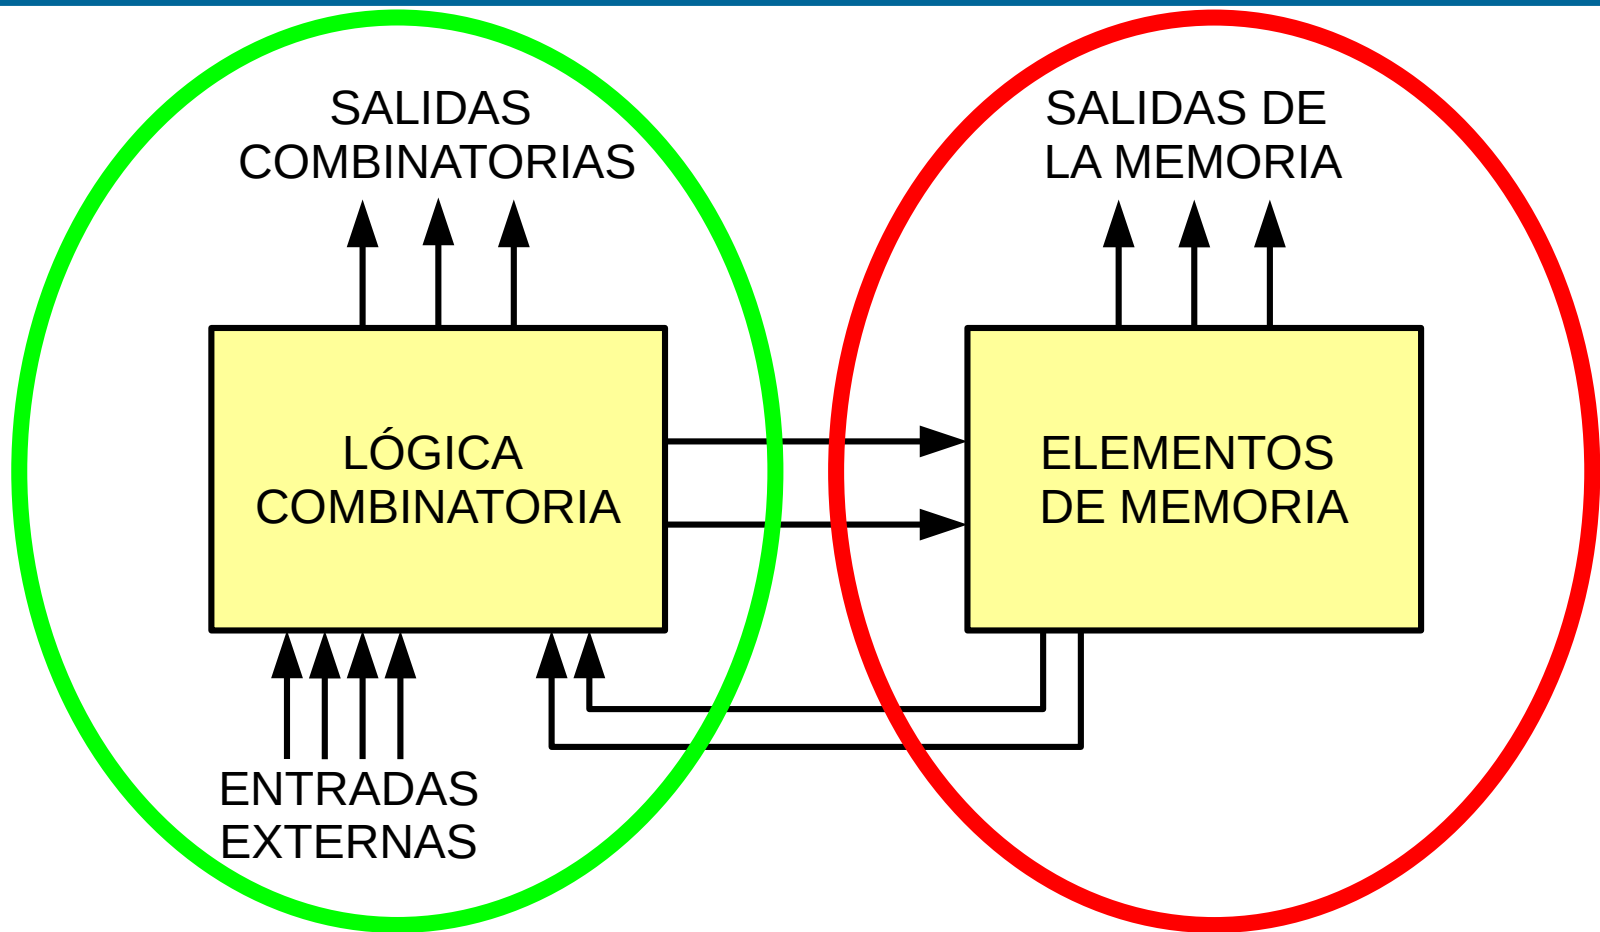 SALIDAS
COMBINATORIAS
SALIDAS DE
LA MEMORIA
LÓGICA
COMBINATORIA
ELEMENTOS
DE MEMORIA
ENTRADAS
EXTERNAS